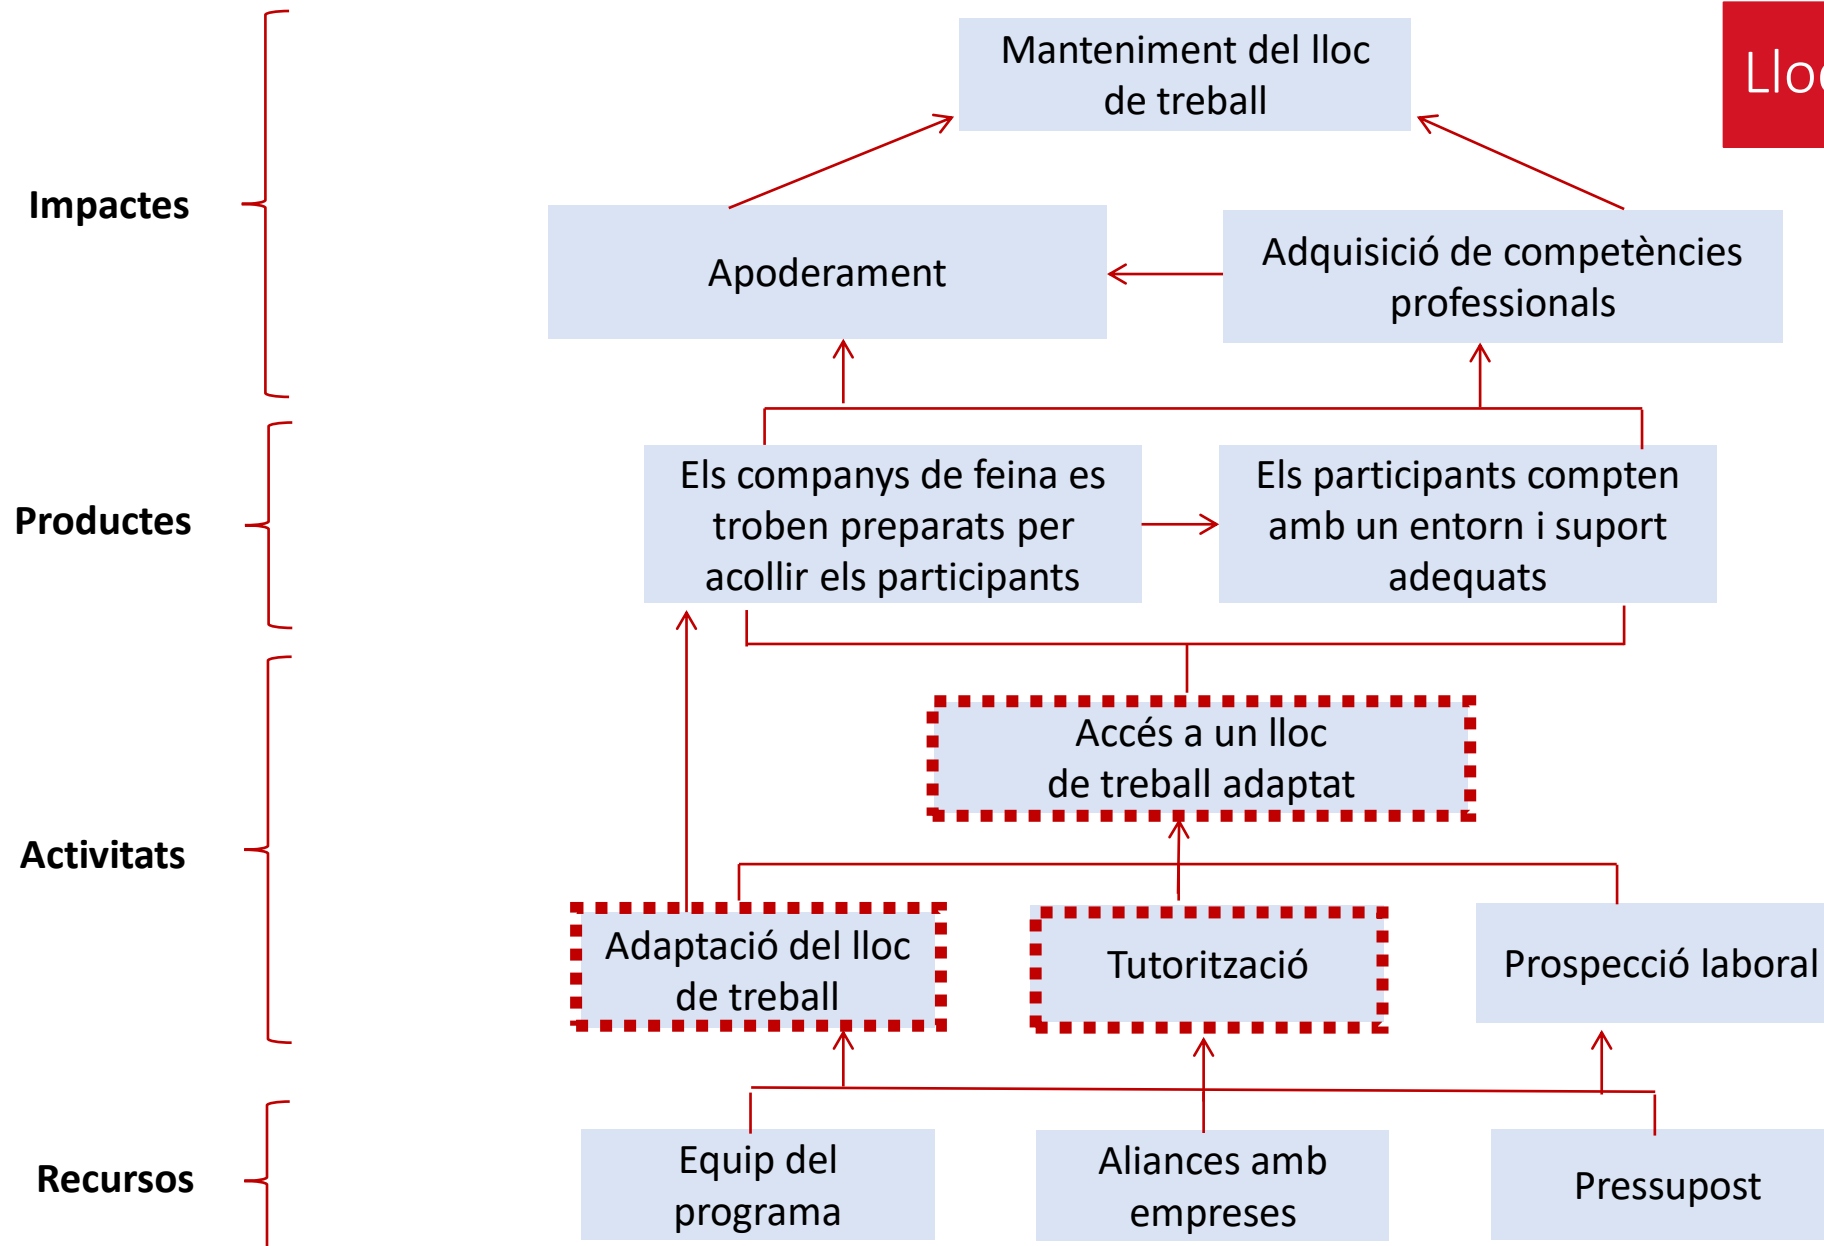 Manteniment del lloc
de treball
Lloc
Impactes
Apoderament
Adquisició de competències
professionals
Productes
Els companys de feina es
troben preparats per
acollir els participants
Els participants compten
amb un entorn i suport
adequats
Activitats
Accés a un lloc
de treball adaptat
Adaptació del lloc
de treball
Tutorització
Prospecció laboral
Recursos
Equip del
programa
Aliances amb
empreses
Pressupost